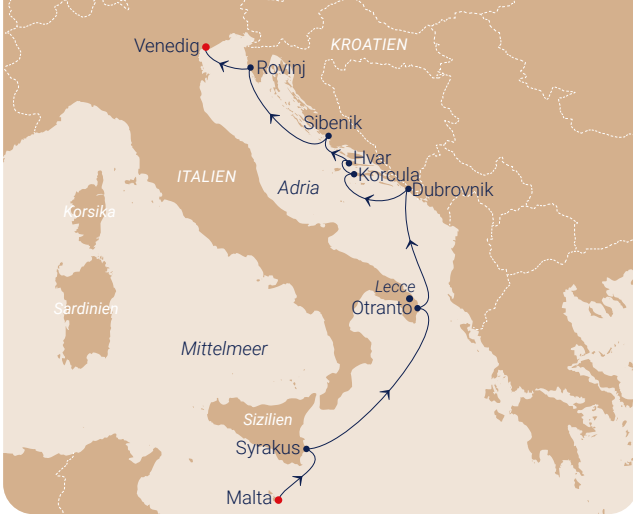 Venedig
KROATIEN
Rovinj
Sibenik
Hvar
Korcula
ITALIEN
Adria
Dubrovnik
Korsika
Lecce
Sardinien
Otranto
Mittelmeer
Sizilien
Syrakus
Malta